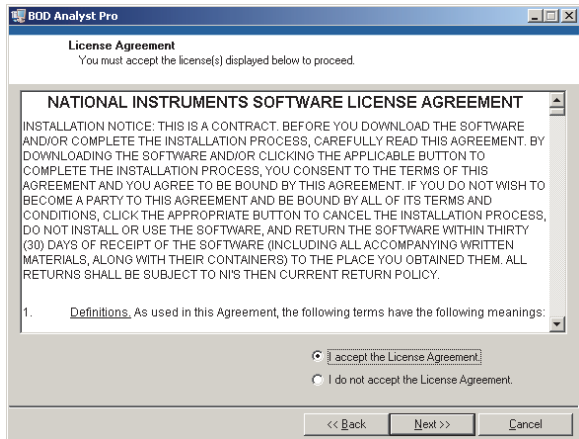 BOD Analyst Pro
License Agreement
You must accept the license(s) displayed below to proceed.
NATIONAL INSTRUMENTS SOFTWARE LICENSE AGREEMENT
INSTALLATION NOTICE: THIS IS A CONTRACT. BEFORE YOU DOWNLOAD THE SOFTWARE
AND/OR COMPLETE THE INSTALLATION PROCESS, CAREFULLY READ THIS AGREEMENT. BY
DOWNLOADING THE SOFTWARE AND/OR CLICKING THE APPLICABLE BUTTON TO
COMPLETE THE INSTALLATION PROCESS, YOU CONSENT TO THE TERMS OF THIS
AGREEMENT AND YOU AGREE TO BE BOUND BY THIS AGREEMENT. IF YOU DO NOT WISH TO
BECOME A PARTY TO THIS AGREEMENT AND BE BOUND BY ALL OF ITS TERMS AND
CONDITIONS, CLICK THE APPROPRIATE BUTTON TO CANCEL THE INSTALLATION PROCESS,
DO NOT INSTALL OR USE THE SOFTWARE, AND RETURN THE SOFTWARE WITHIN THIRTY
(30) DAYS OF RECEIPT OF THE SOFTWARE (INCLUDING ALL ACCOMPANYING WRITTEN
MATERIALS, ALONG WITH THEIR CONTAINERS) TO THE PLACE YOU OBTAINED THEM. ALL
RETURNS SHALL BE SUBJECT TO NI'S THEN CURRENT RETURN POLICY.
1. Definitions. As used in this Agreement, the following terms have the following meanings:
I accept the License Agreement.
I do not accept the License Agreement.
<< Back Next >> Cancel